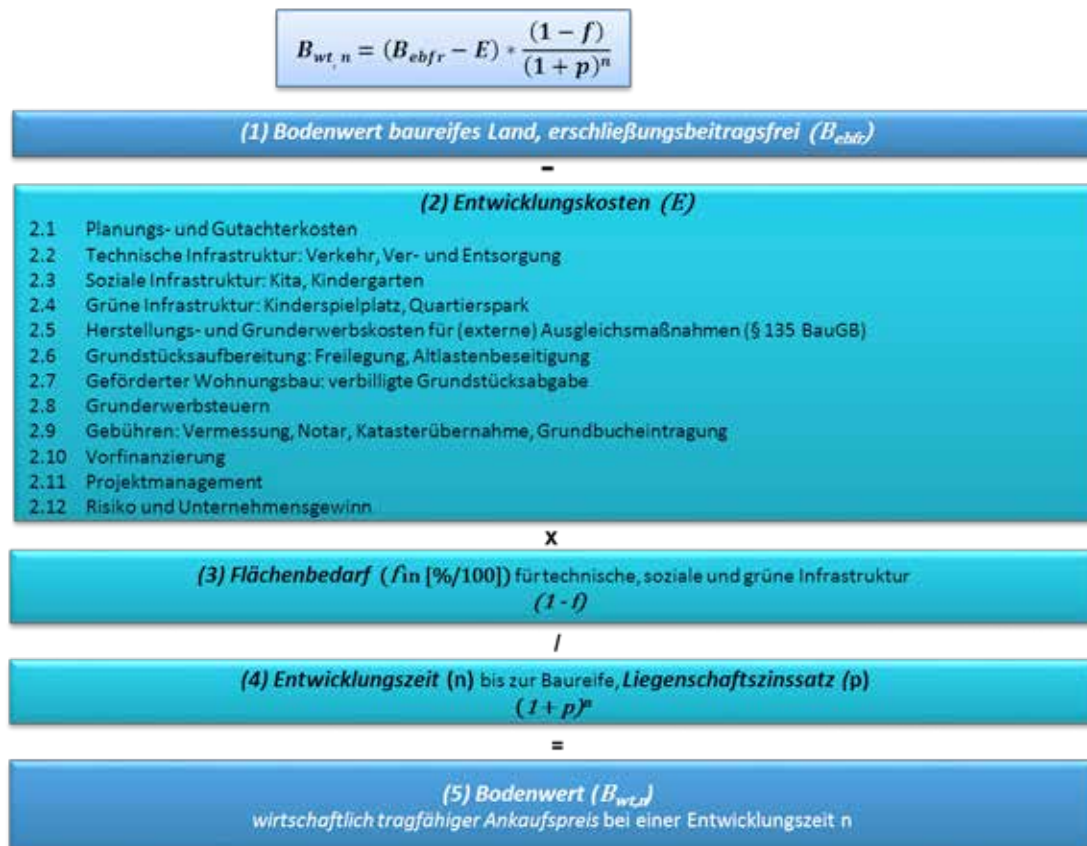 B_wt, n = (B_ebfr − E) * (1 − f) / (1 + p)^n
(1) Bodenwert baureifes Land, erschließungsbeitragsfrei (B_ebfr)
-
(2) Entwicklungskosten (E)
2.1 Planungs- und Gutachterkosten
2.2 Technische Infrastruktur: Verkehr, Ver- und Entsorgung
2.3 Soziale Infrastruktur: Kita, Kindergarten
2.4 Grüne Infrastruktur: Kinderspielplatz, Quartierspark
2.5 Herstellungs- und Grunderwerbskosten für (externe) Ausgleichsmaßnahmen (§ 135 BauGB)
2.6 Grundstücksaufbereitung: Freilegung, Altlastenbeseitigung
2.7 Geförderter Wohnungsbau: verbilligte Grundstücksabgabe
2.8 Grunderwerbsteuern
2.9 Gebühren: Vermessung, Notar, Katasterübernahme, Grundbucheintragung
2.10 Vorfinanzierung
2.11 Projektmanagement
2.12 Risiko und Unternehmensgewinn
x
(3) Flächenbedarf (f in [%/100]) für technische, soziale und grüne Infrastruktur
(1 - f)
/
(4) Entwicklungszeit (n) bis zur Baureife, Liegenschaftszinssatz (p)
(1 + p)^n
=
(5) Bodenwert (B_wt,n)
wirtschaftlich tragfähiger Ankaufspreis bei einer Entwicklungszeit n